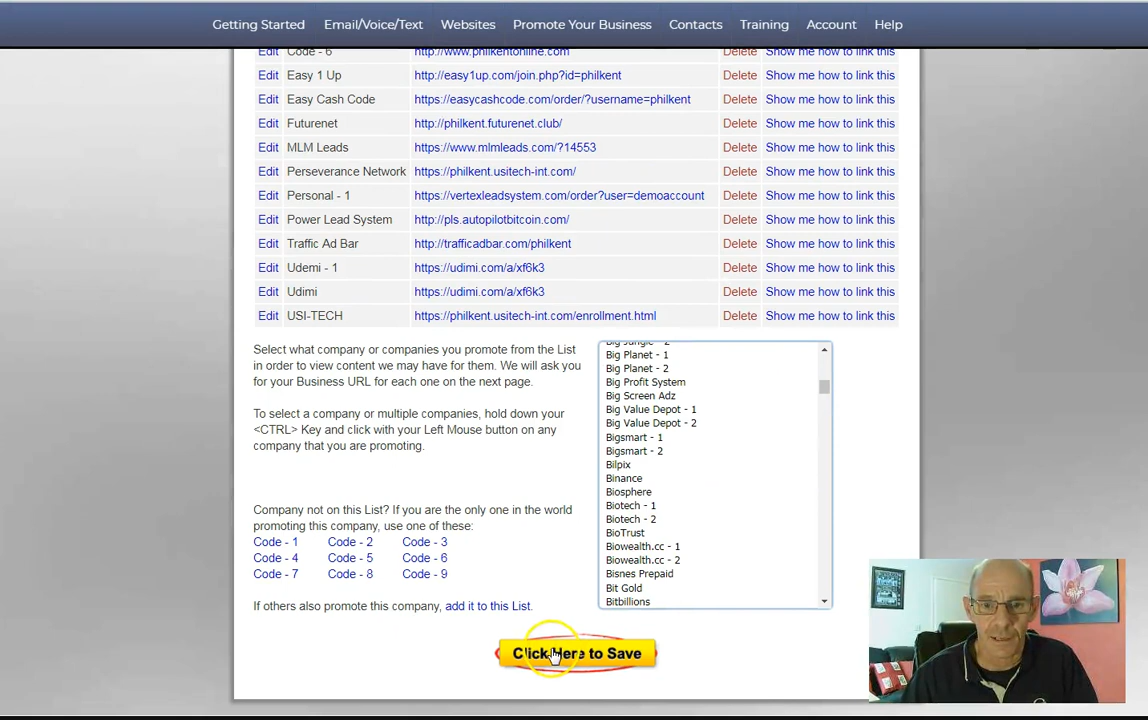 Getting Started Email/Voice/Text Websites Promote Your Business Contacts Training Account Help
Edit Code - 6 http://www.philkentonline.com Delete Show me how to link this
Edit Easy 1 Up http://easy1up.com/join.php?id=philkent Delete Show me how to link this
Edit Easy Cash Code https://easycashcode.com/order/?username=philkent Delete Show me how to link this
Edit Futurenet http://philkent.futurenet.club/ Delete Show me how to link this
Edit MLM Leads https://www.mlmleads.com/?14553 Delete Show me how to link this
Edit Perseverance Network https://philkent.usitech-int.com/ Delete Show me how to link this
Edit Personal - 1 https://vertexleadsystem.com/order?user=demoaccount Delete Show me how to link this
Edit Power Lead System http://pls.autopilotbitcoin.com/ Delete Show me how to link this
Edit Traffic Ad Bar http://trafficadbar.com/philkent Delete Show me how to link this
Edit Udemi - 1 https://udimi.com/a/xf6k3 Delete Show me how to link this
Edit Udimi https://udimi.com/a/xf6k3 Delete Show me how to link this
Edit USI-TECH https://philkent.usitech-int.com/enrollment.html Delete Show me how to link this
Select what company or companies you promote from the List
in order to view content we may have for them. We will ask you
for your Business URL for each one on the next page.
To select a company or multiple companies, hold down your
<CTRL> Key and click with your Left Mouse button on any
company that you are promoting.
Company not on this List? If you are the only one in the world
promoting this company, use one of these:
Code - 1 Code - 2 Code - 3
Code - 4 Code - 5 Code - 6
Code - 7 Code - 8 Code - 9
If others also promote this company, add it to this List.
Big Jungle - 2
Big Planet - 1
Big Planet - 2
Big Profit System
Big Screen Adz
Big Value Depot - 1
Big Value Depot - 2
Bigsmart - 1
Bigsmart - 2
Bilpix
Binance
Biosphere
Biotech - 1
Biotech - 2
BioTrust
Biowealth.cc - 1
Biowealth.cc - 2
Bisnes Prepaid
Bit Gold
Bitbillions
Click Here to Save